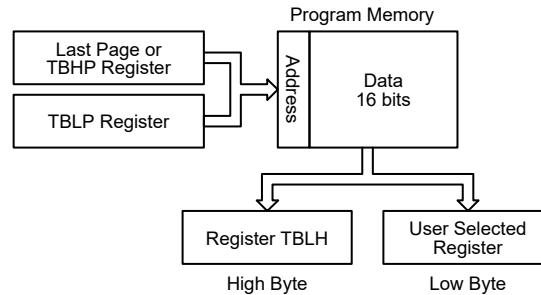 Program Memory
Last Page or
TBHP Register
TBLP Register
Address
Data
16 bits
Register TBLH
User Selected
Register
High Byte
Low Byte